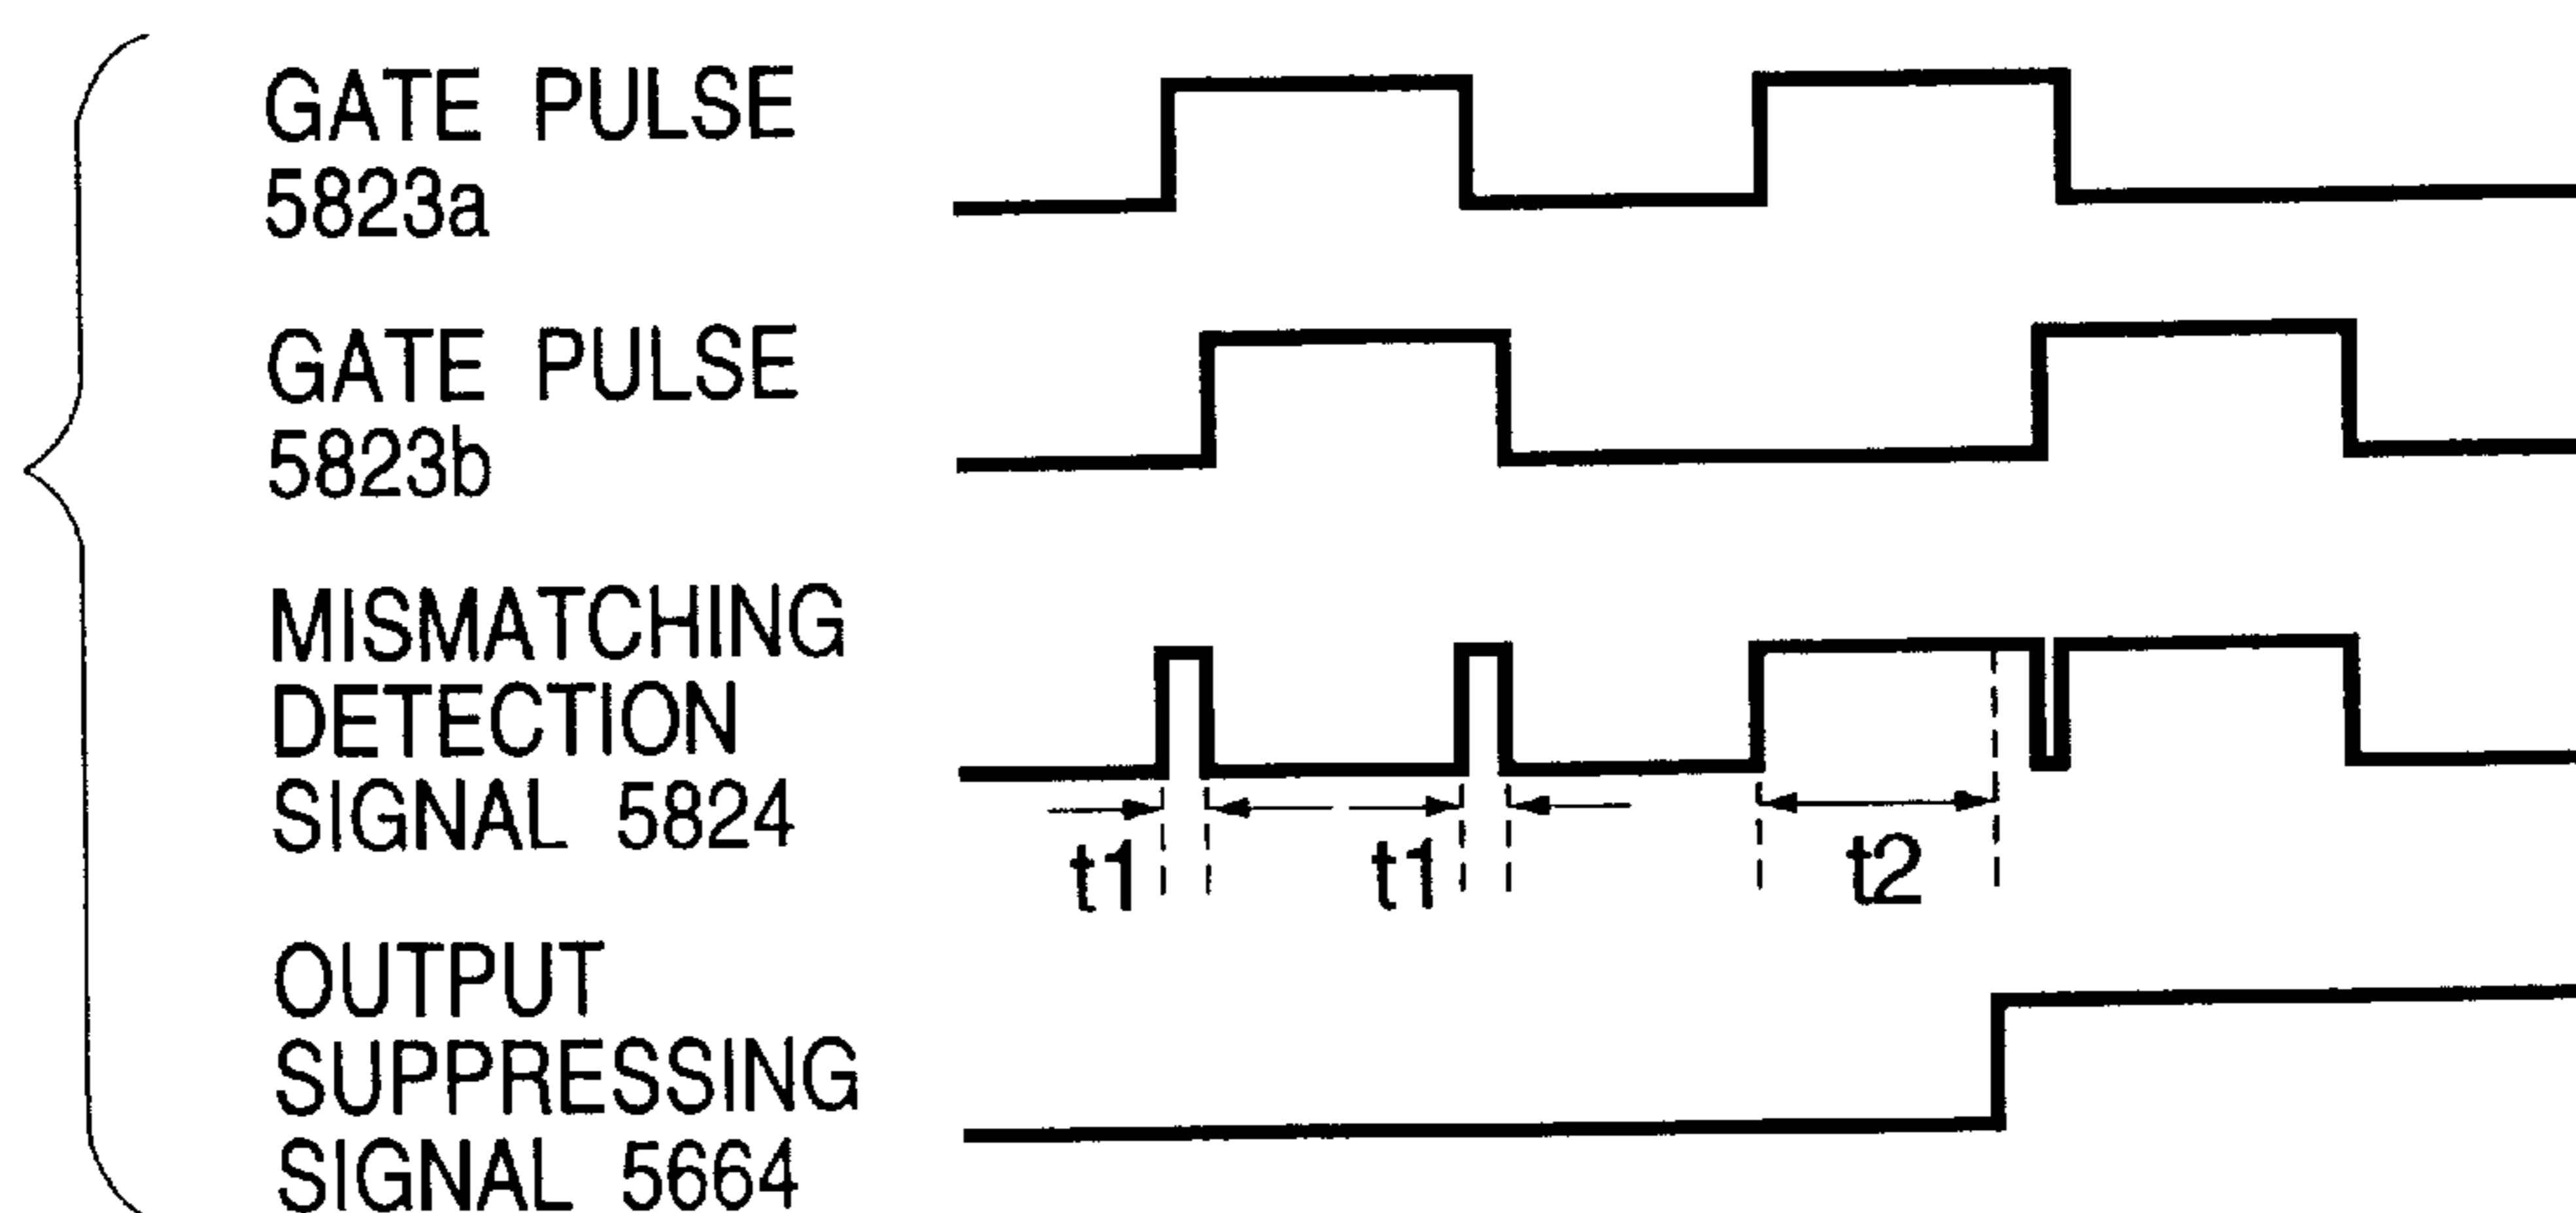 GATE PULSE
5823a
GATE PULSE
5823b
MISMATCHING
DETECTION
SIGNAL 5824
t1
t1
t2
OUTPUT
SUPPRESSING
SIGNAL 5664